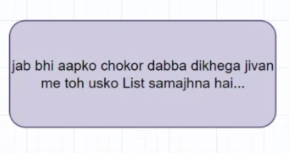 jab bhi aapko chokor dabba dikhega jivan
me toh usko List samajhna hai...